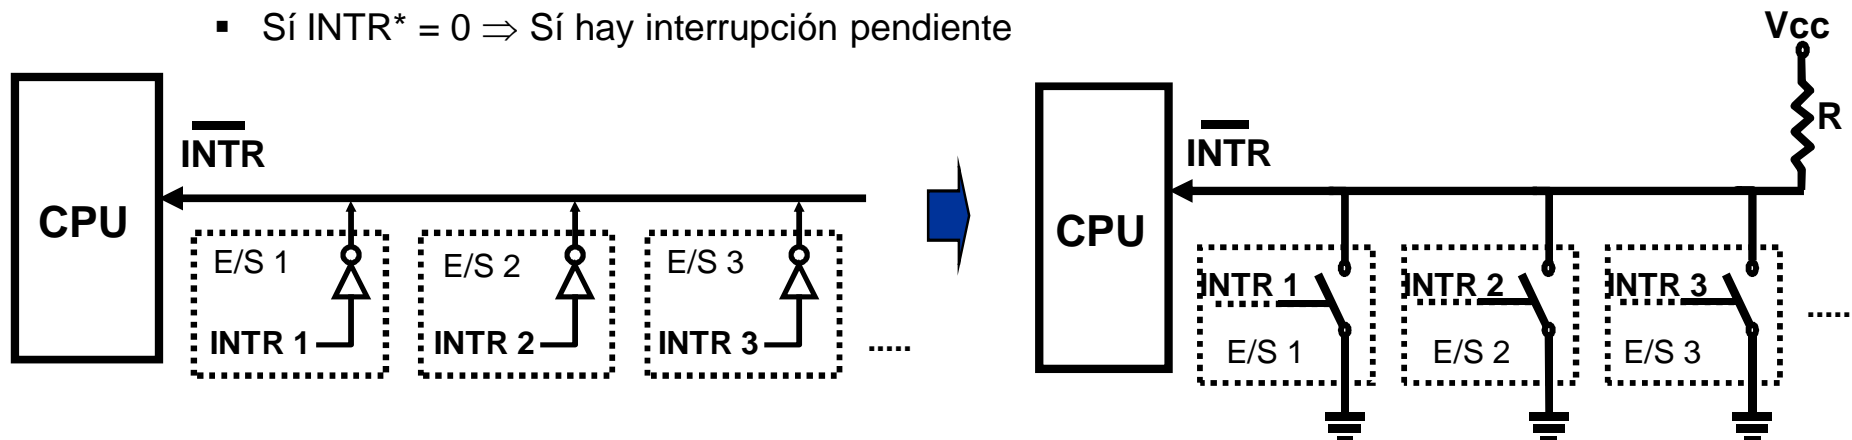 ▪ Sí INTR* = 0 ⇒ Sí hay interrupción pendiente
CPU
INTR
E/S 1
INTR 1
E/S 2
INTR 2
E/S 3
INTR 3
.....
Vcc
R
CPU
INTR
INTR 1
E/S 1
INTR 2
E/S 2
INTR 3
E/S 3
.....